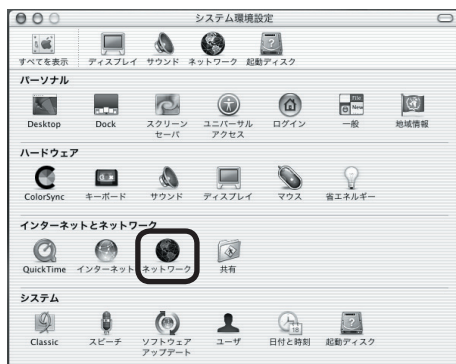 システム環境設定
すべてを表示 ディスプレイ サウンド ネットワーク 起動ディスク
パーソナル
Desktop Dock スクリーン セーバ ユニバーサル アクセス ログイン 一般 地域情報
ハードウェア
ColorSync キーボード サウンド ディスプレイ マウス 省エネルギー
インターネットとネットワーク
QuickTime インターネット ネットワーク 共有
システム
Classic スピーチ ソフトウェア アップデート ユーザ 日付と時刻 起動ディスク